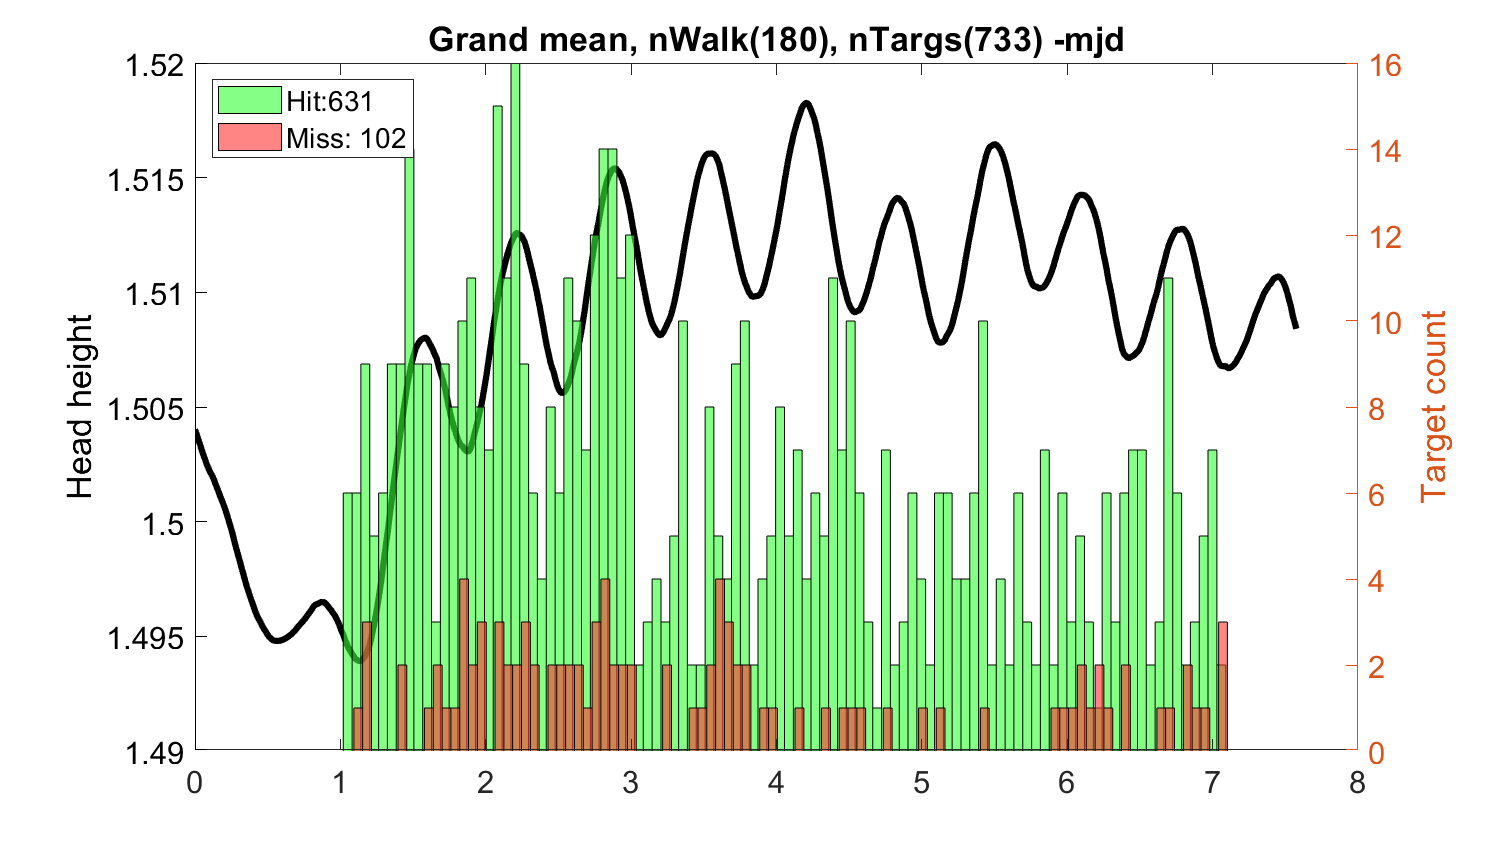 Grand mean, nWalk(180), nTargs(733) -mjd
1.52
1.515
1.51
1.505
1.5
1.495
1.49
Head height
Hit:631
Miss: 102
16
14
12
10
8
6
4
2
0
Target count
0 1 2 3 4 5 6 7 8